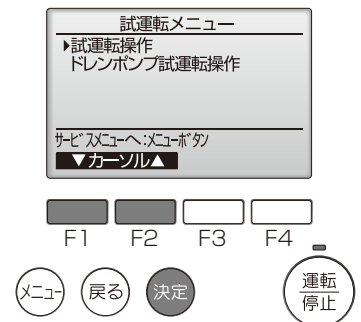 試運転メニュー
▶試運転操作
ドレンポンプ試運転操作
サービスメニューへ:メニューボタン
▼カーソル▲
F1 F2 F3 F4
メニュー 戻る 決定 運転
停止